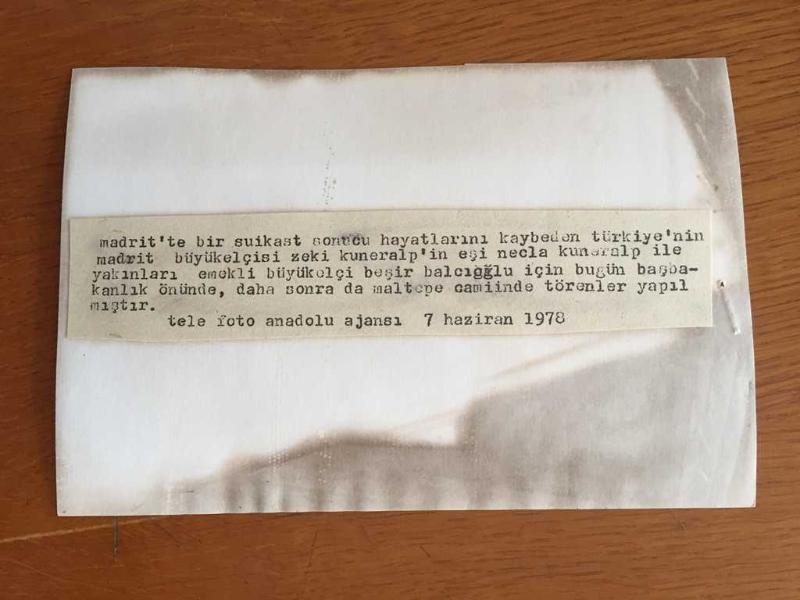 madrit'te bir suikast sonucu hayatlarını kaybeden türkiye'nin
madrit büyükelçisi zeki kuneralp'in eşi necla kuneralp ile
yakınları emekli büyükelçi beşir balcıoğlu için bugün başba-
kanlık önünde, daha sonra da maltepe camiinde törenler yapıl
mıştır.
tele foto anadolu ajansı 7 haziran 1978